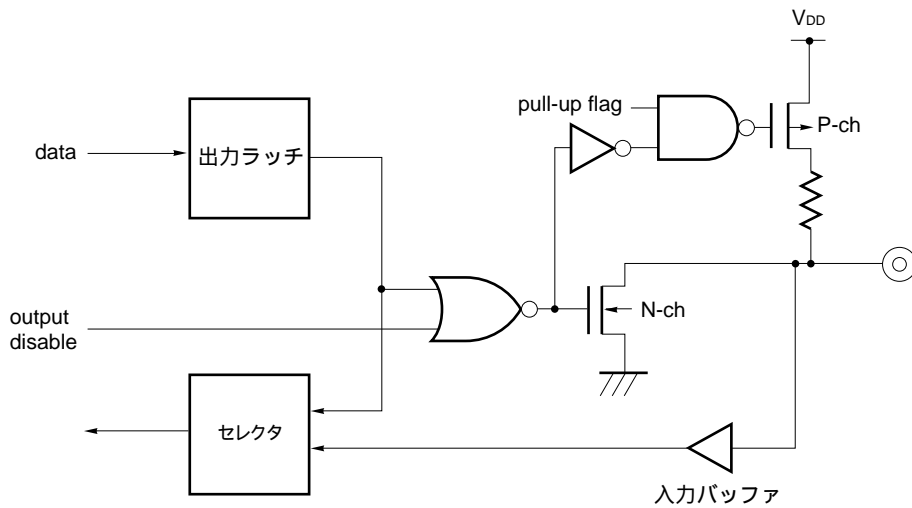 VDD
pull-up flag
P-ch
data
出力ラッチ
N-ch
output
disable
セレクタ
入力バッファ